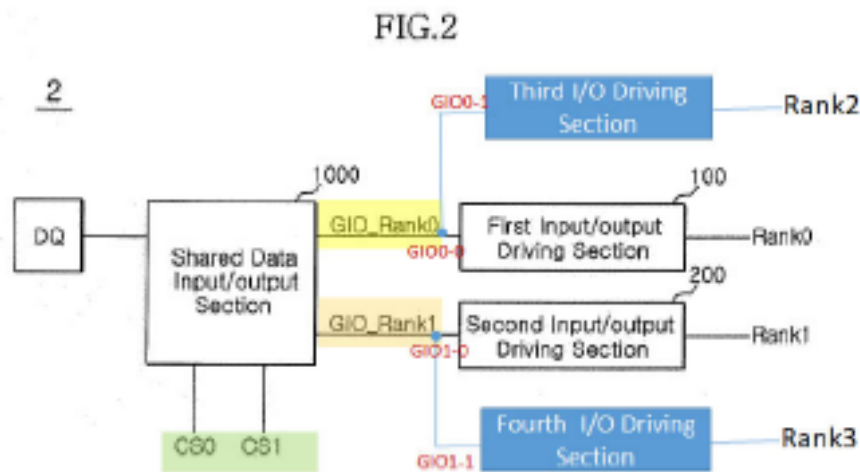 FIG.2
2
GIO0-1
Third I/O Driving
Section
Rank2
1000
100
DQ
Shared Data
Input/output
Section
GIO_Rank0
GIO0-0
First Input/output
Driving Section
Rank0
200
GIO_Rank1
GIO1-0
Second Input/output
Driving Section
Rank1
CS0 CS1
GIO1-1
Fourth I/O Driving
Section
Rank3